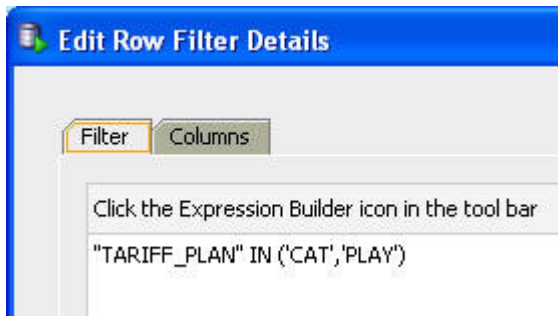 Edit Row Filter Details
Filter Columns
Click the Expression Builder icon in the tool bar
"TARIFF_PLAN" IN ('CAT','PLAY')